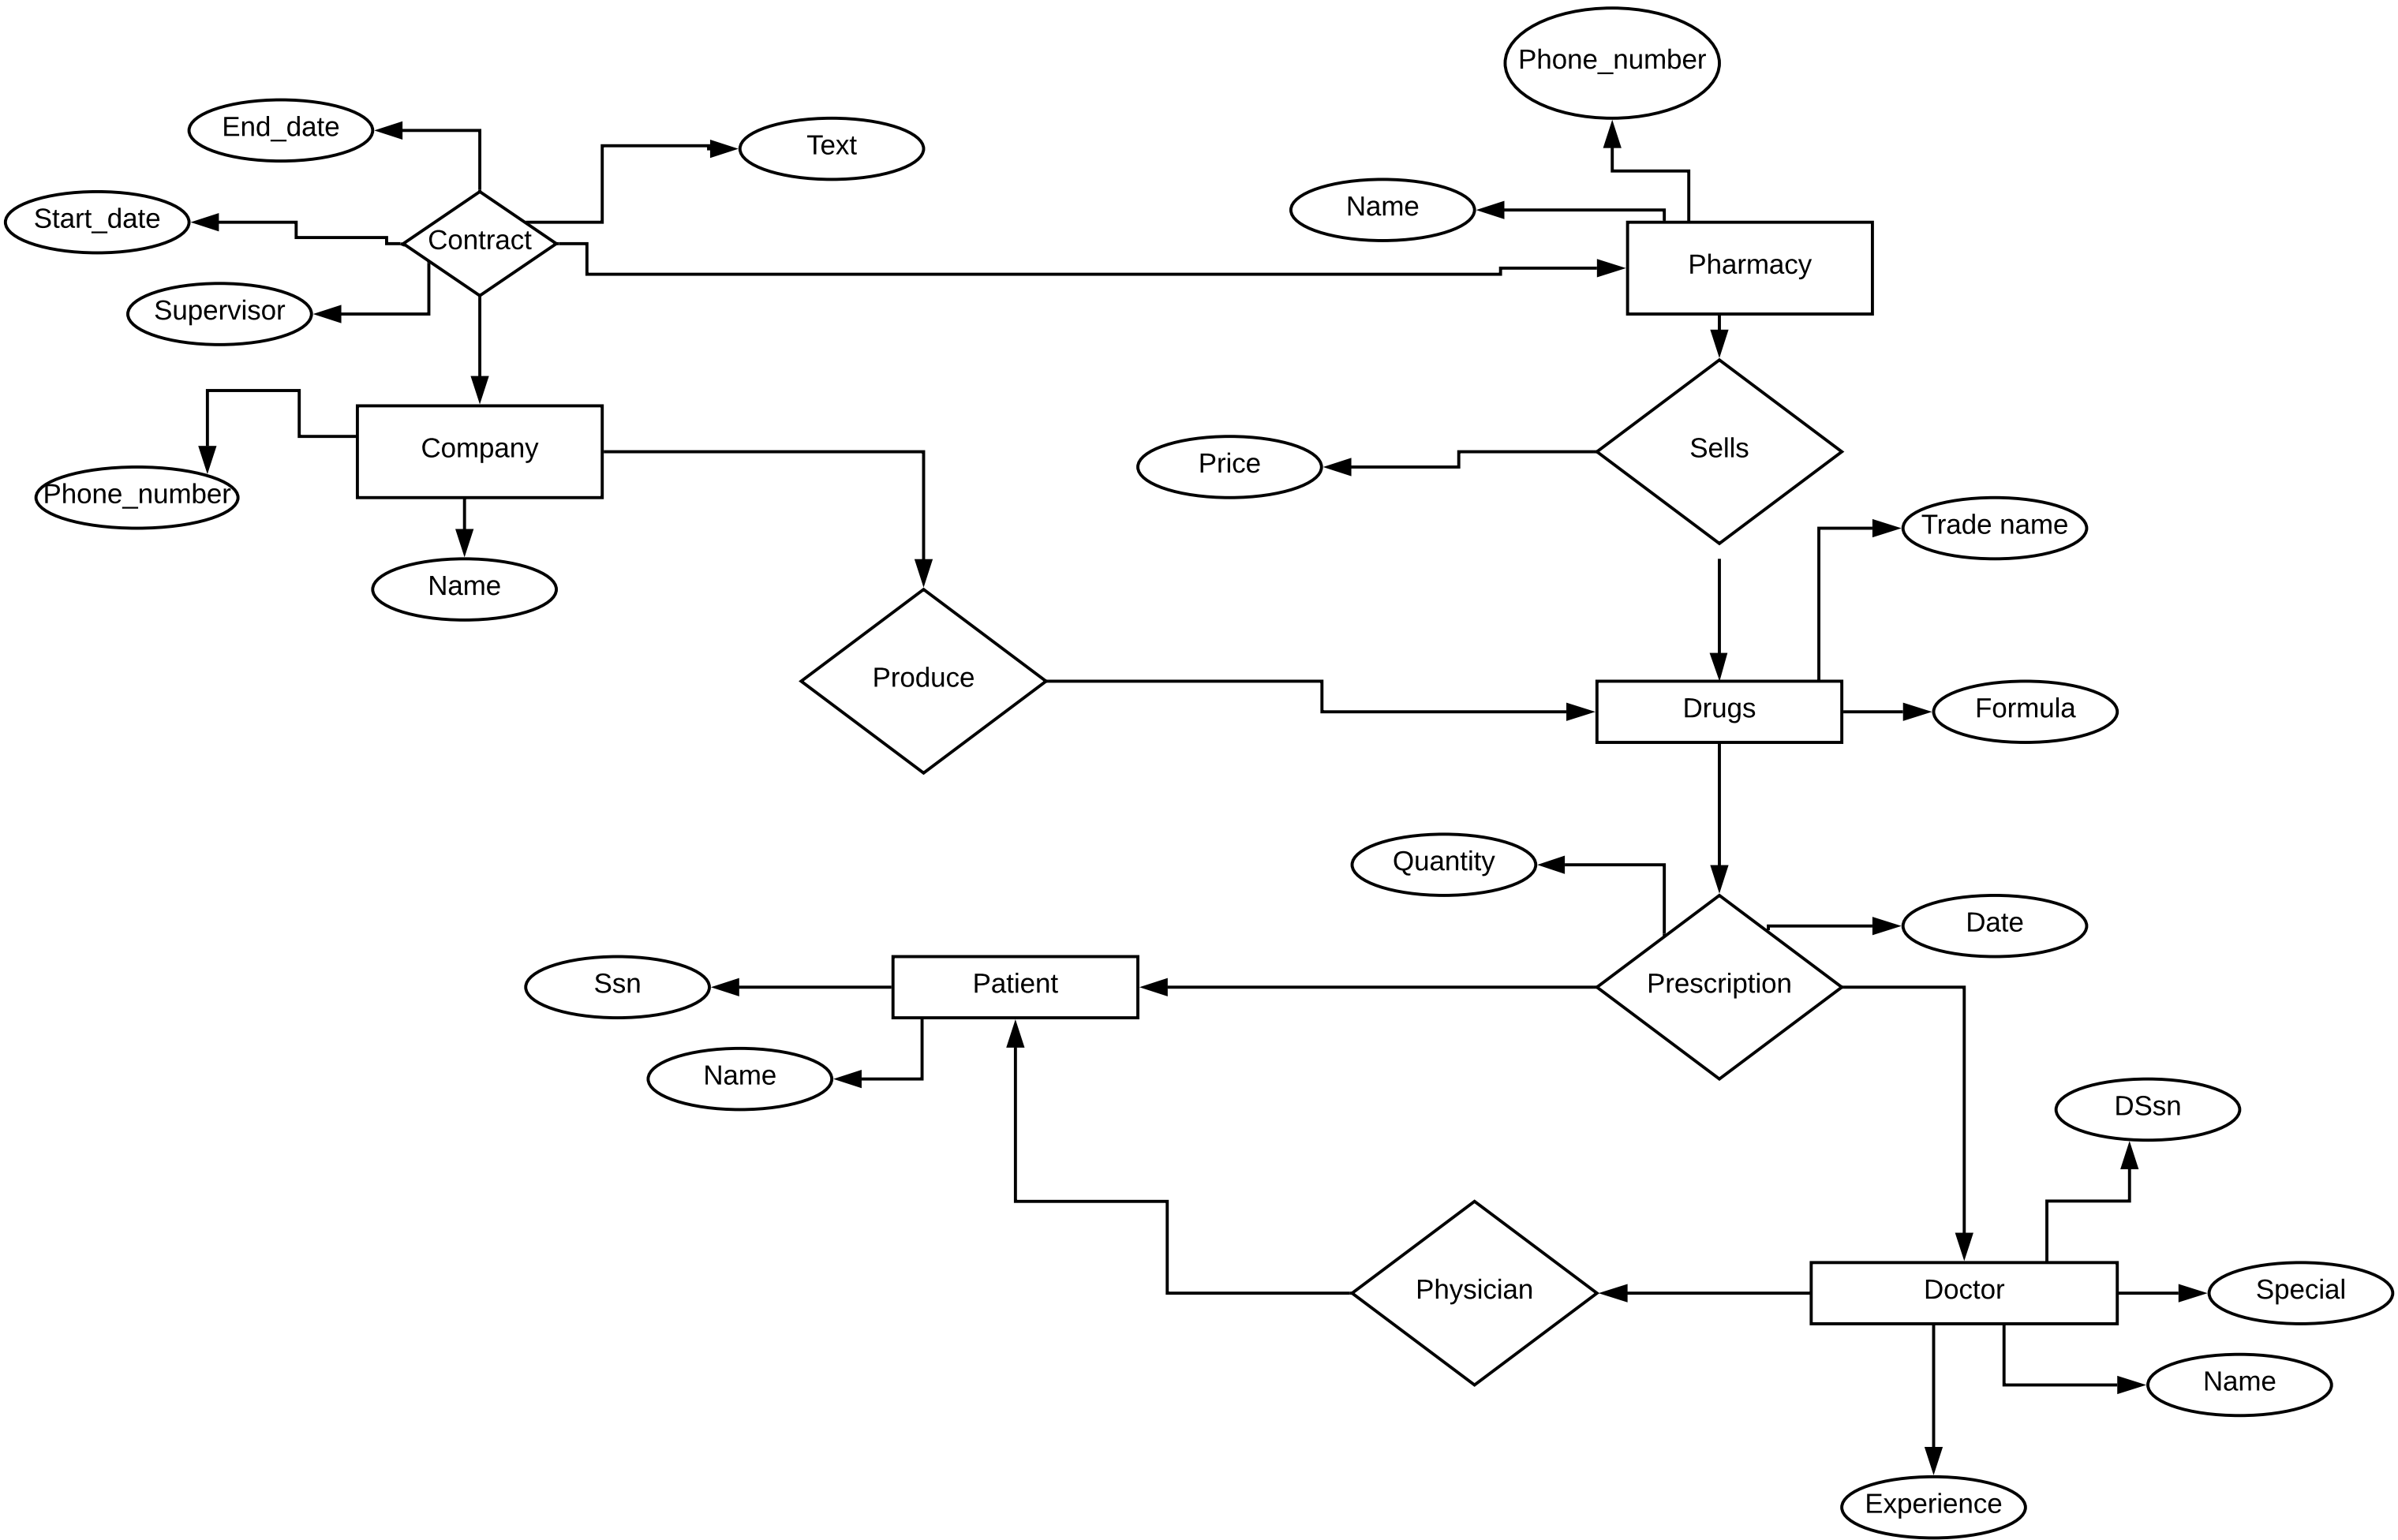 Phone_number
End_date
Text
Name
Start_date
Contract
Pharmacy
Supervisor
Company
Sells
Price
Phone_number
Trade name
Name
Produce
Drugs
Formula
Quantity
Date
Ssn
Patient
Prescription
Name
DSsn
Physician
Doctor
Special
Name
Experience